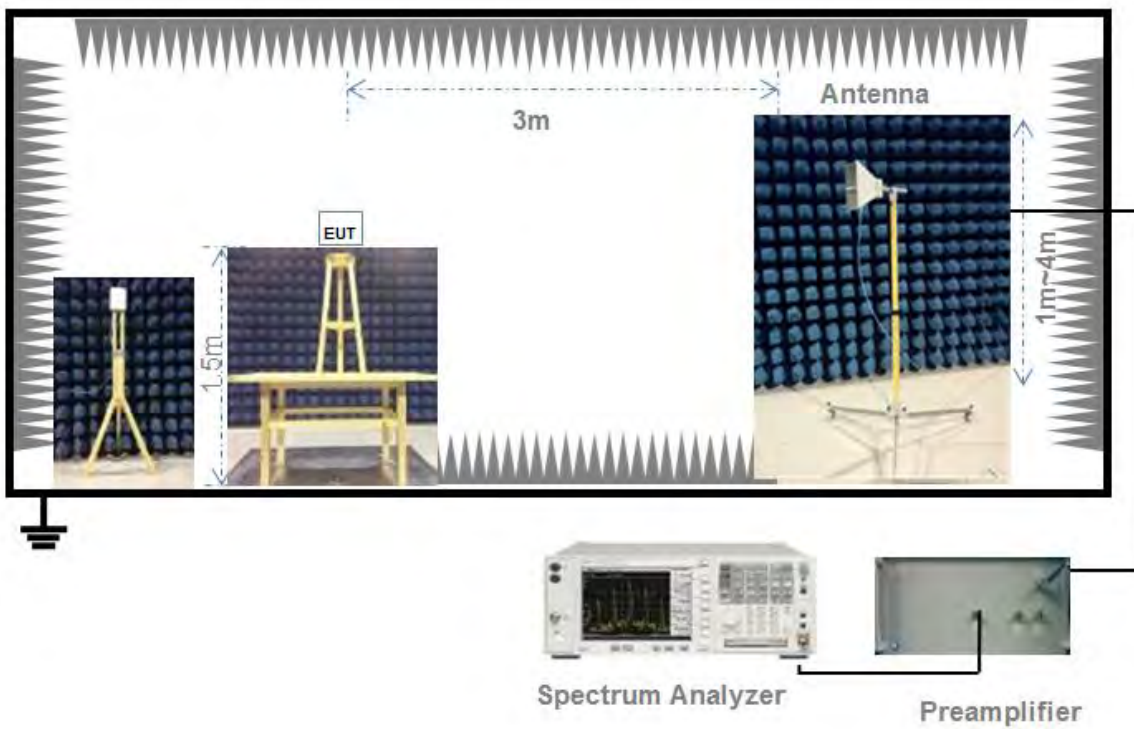 Antenna
3m
EUT
1.5m
1m~4m
Spectrum Analyzer
Preamplifier